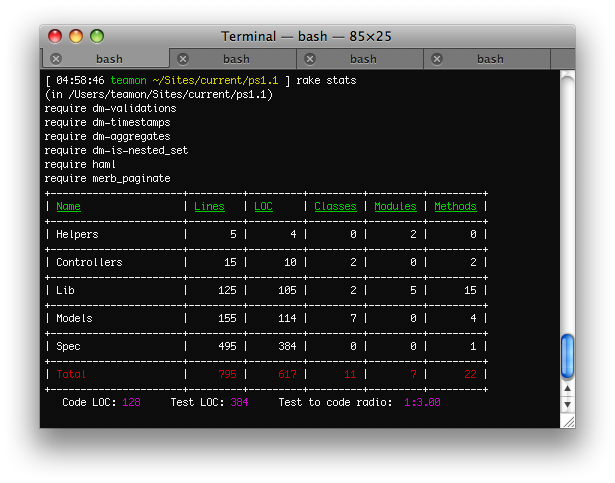 Terminal — bash — 85×25
bash bash bash bash
[ 04:58:46 teamon ~/Sites/current/ps1.1 ] rake stats
(in /Users/teamon/Sites/current/ps1.1)
require dm-validations
require dm-timestamps
require dm-aggregates
require dm-is-nested_set
require haml
require merb_paginate
+----------------------+-------+-------+---------+---------+---------+
| Name | Lines | LOC | Classes | Modules | Methods |
+----------------------+-------+-------+---------+---------+---------+
| Helpers | 5 | 4 | 0 | 2 | 0 |
+----------------------+-------+-------+---------+---------+---------+
| Controllers | 15 | 10 | 2 | 0 | 2 |
+----------------------+-------+-------+---------+---------+---------+
| Lib | 125 | 105 | 2 | 5 | 15 |
+----------------------+-------+-------+---------+---------+---------+
| Models | 155 | 114 | 7 | 0 | 4 |
+----------------------+-------+-------+---------+---------+---------+
| Spec | 495 | 384 | 0 | 0 | 1 |
+----------------------+-------+-------+---------+---------+---------+
| Total | 795 | 617 | 11 | 7 | 22 |
+----------------------+-------+-------+---------+---------+---------+
Code LOC: 128 Test LOC: 384 Test to code radio: 1:3.00